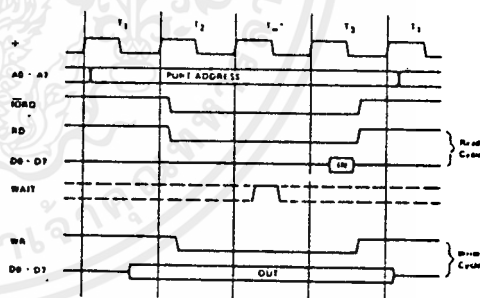 T₁ T₂ T_w* T₃ T₁
A0 - A7 PORT ADDRESS
IORQ
RD
Read
D0 - D7 IN
Cycle
WAIT
WR
Write
D0 - D7 OUT
Cycle